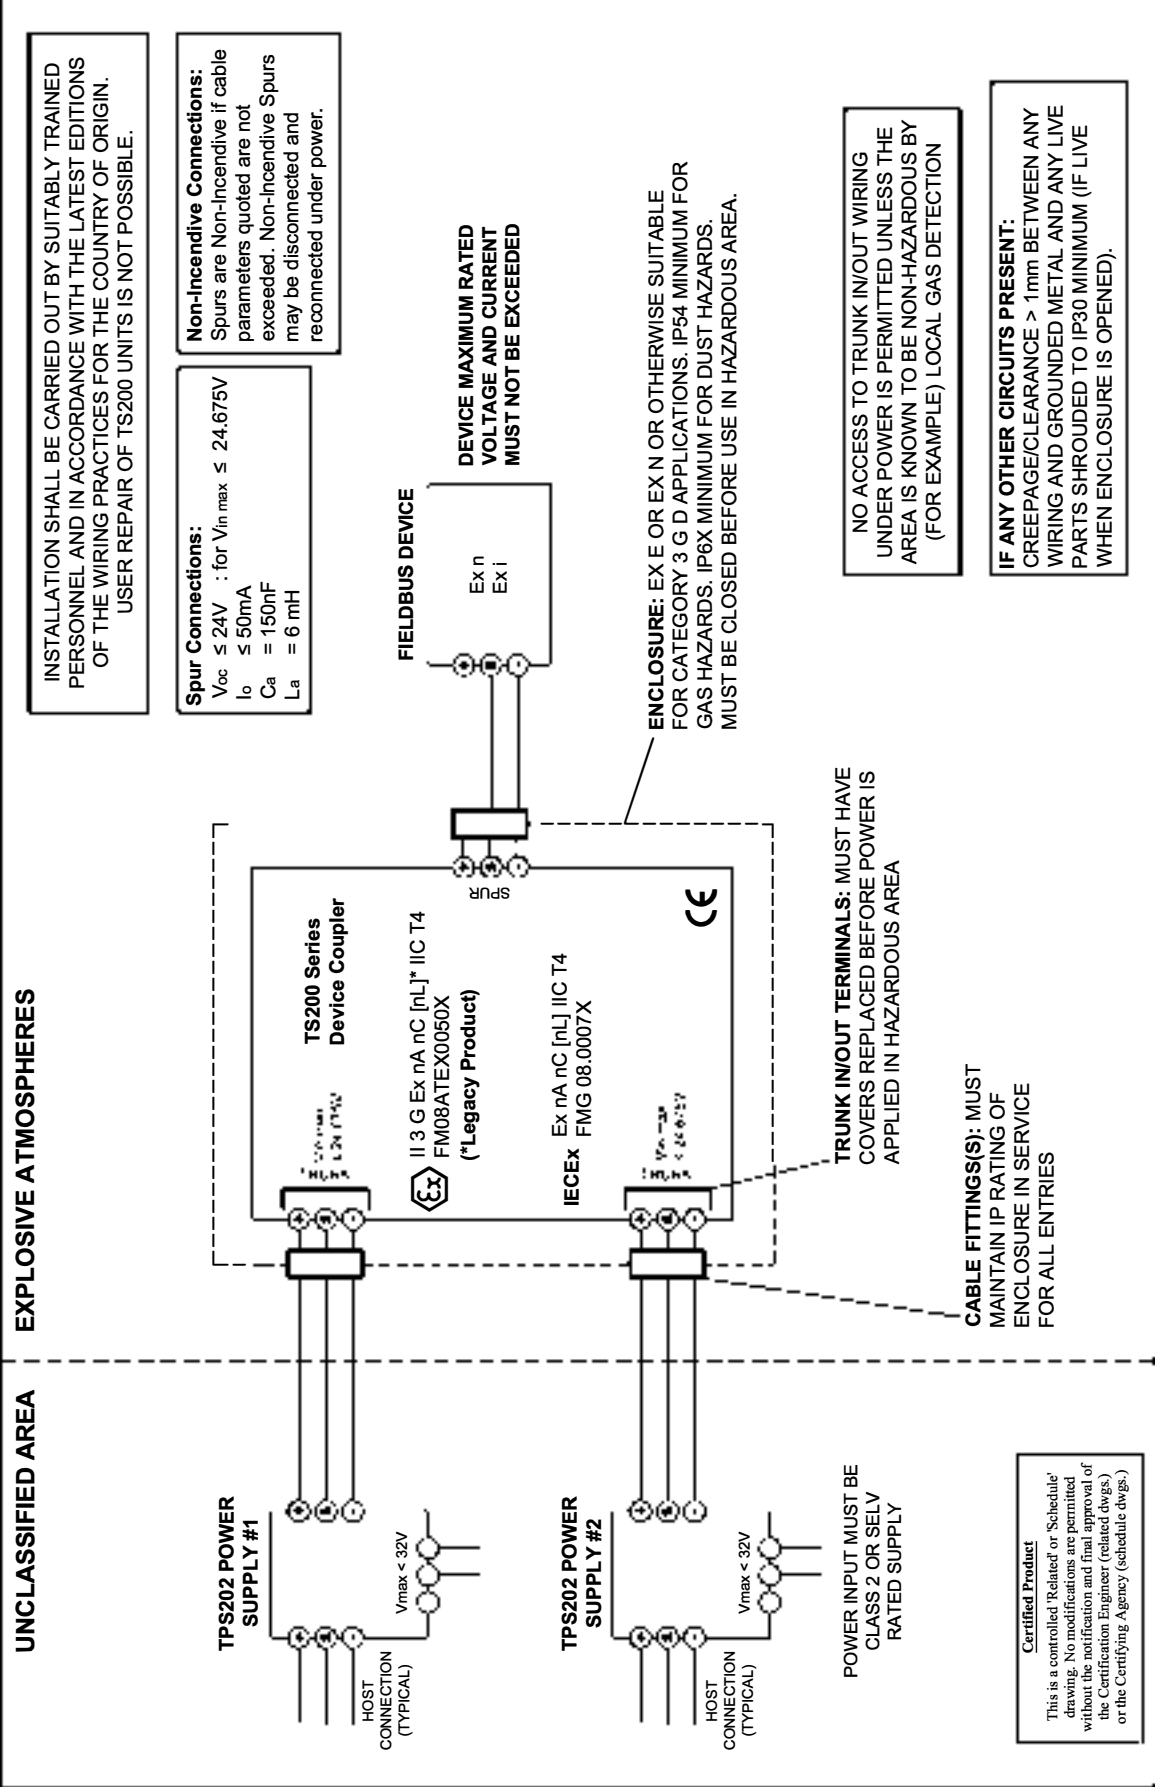 UNCLASSIFIED AREA
EXPLOSIVE ATMOSPHERES
INSTALLATION SHALL BE CARRIED OUT BY SUITABLY TRAINED
PERSONNEL AND IN ACCORDANCE WITH THE LATEST EDITIONS
OF THE WIRING PRACTICES FOR THE COUNTRY OF ORIGIN.
USER REPAIR OF TS200 UNITS IS NOT POSSIBLE.
Spur Connections:
Voc ≤ 24V : for Vin max ≤ 24.675V
Io ≤ 50mA
Ca = 150nF
La = 6 mH
Non-Incendive Connections:
Spurs are Non-Incendive if cable
parameters quoted are not
exceeded. Non-Incendive Spurs
may be disconnected and
reconnected under power.
TPS202 POWER
SUPPLY #1
Vmax < 32V
HOST
CONNECTION
(TYPICAL)
TS200 Series
Device Coupler
II 3 G Ex nA nC [nL]* IIC T4
FM08ATEX0050X
(*Legacy Product)
Ex
IECEx
Ex nA nC [nL] IIC T4
FMG 08.0007X
CE
SPUR
FIELDBUS DEVICE
Ex n
Ex i
DEVICE MAXIMUM RATED
VOLTAGE AND CURRENT
MUST NOT BE EXCEEDED
TPS202 POWER
SUPPLY #2
Vmax < 32V
HOST
CONNECTION
(TYPICAL)
ENCLOSURE: EX E OR EX N OR OTHERWISE SUITABLE
FOR CATEGORY 3 G D APPLICATIONS. IP54 MINIMUM FOR
GAS HAZARDS. IP6X MINIMUM FOR DUST HAZARDS.
MUST BE CLOSED BEFORE USE IN HAZARDOUS AREA.
POWER INPUT MUST BE
CLASS 2 OR SELV
RATED SUPPLY
TRUNK IN/OUT TERMINALS: MUST HAVE
COVERS REPLACED BEFORE POWER IS
APPLIED IN HAZARDOUS AREA
NO ACCESS TO TRUNK IN/OUT WIRING
UNDER POWER IS PERMITTED UNLESS THE
AREA IS KNOWN TO BE NON-HAZARDOUS BY
(FOR EXAMPLE) LOCAL GAS DETECTION
CABLE FITTINGS(S): MUST
MAINTAIN IP RATING OF
ENCLOSURE IN SERVICE
FOR ALL ENTRIES
IF ANY OTHER CIRCUITS PRESENT:
CREEPAGE/CLEARANCE > 1mm BETWEEN ANY
WIRING AND GROUNDED METAL AND ANY LIVE
PARTS SHROUDED TO IP30 MINIMUM (IF LIVE
WHEN ENCLOSURE IS OPENED).
Certified Product
This is a controlled 'Related' or 'Schedule'
drawing. No modifications are permitted
without the notification and final approval of
the Certification Engineer (related dwgs.)
or the Certifying Agency (schedule dwgs.)